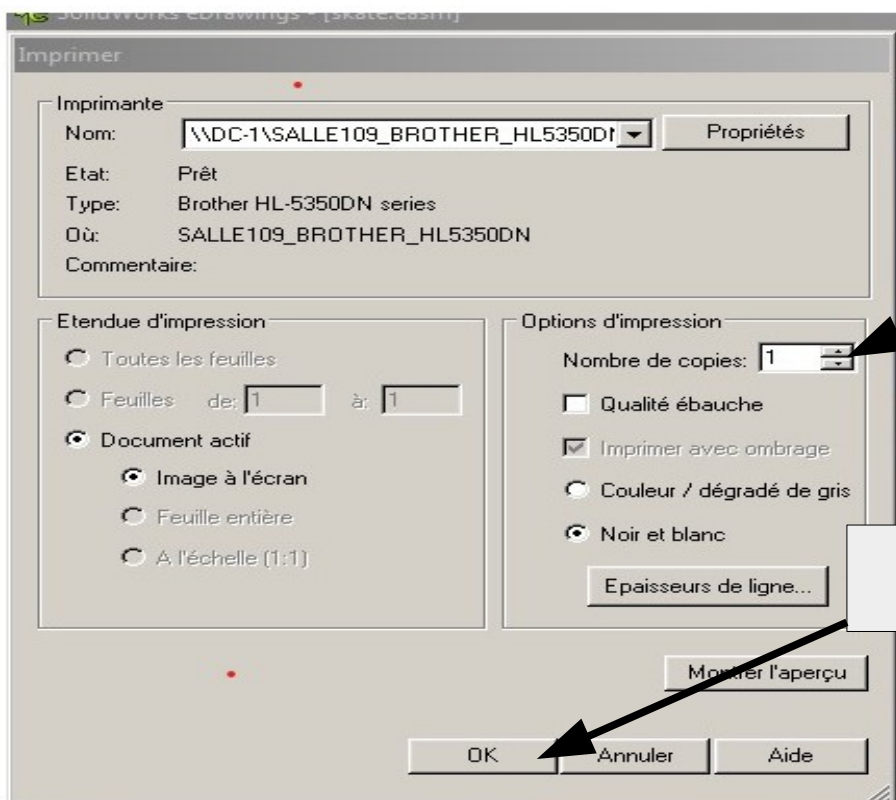 SolidWorks eDrawings - [skate.easm]
Imprimer
Imprimante
Nom: \\DC-1\SALLE109_BROTHER_HL5350DN Propriétés
Etat: Prêt
Type: Brother HL-5350DN series
Où: SALLE109_BROTHER_HL5350DN
Commentaire:
Etendue d'impression
Toutes les feuilles
Feuilles de: 1 à: 1
Document actif
Image à l'écran
Feuille entière
A l'échelle (1:1)
Options d'impression
Nombre de copies: 1
Qualité ébauche
Imprimer avec ombrage
Couleur / dégradé de gris
Noir et blanc
Epaisseurs de ligne...
Montrer l'aperçu
OK Annuler Aide